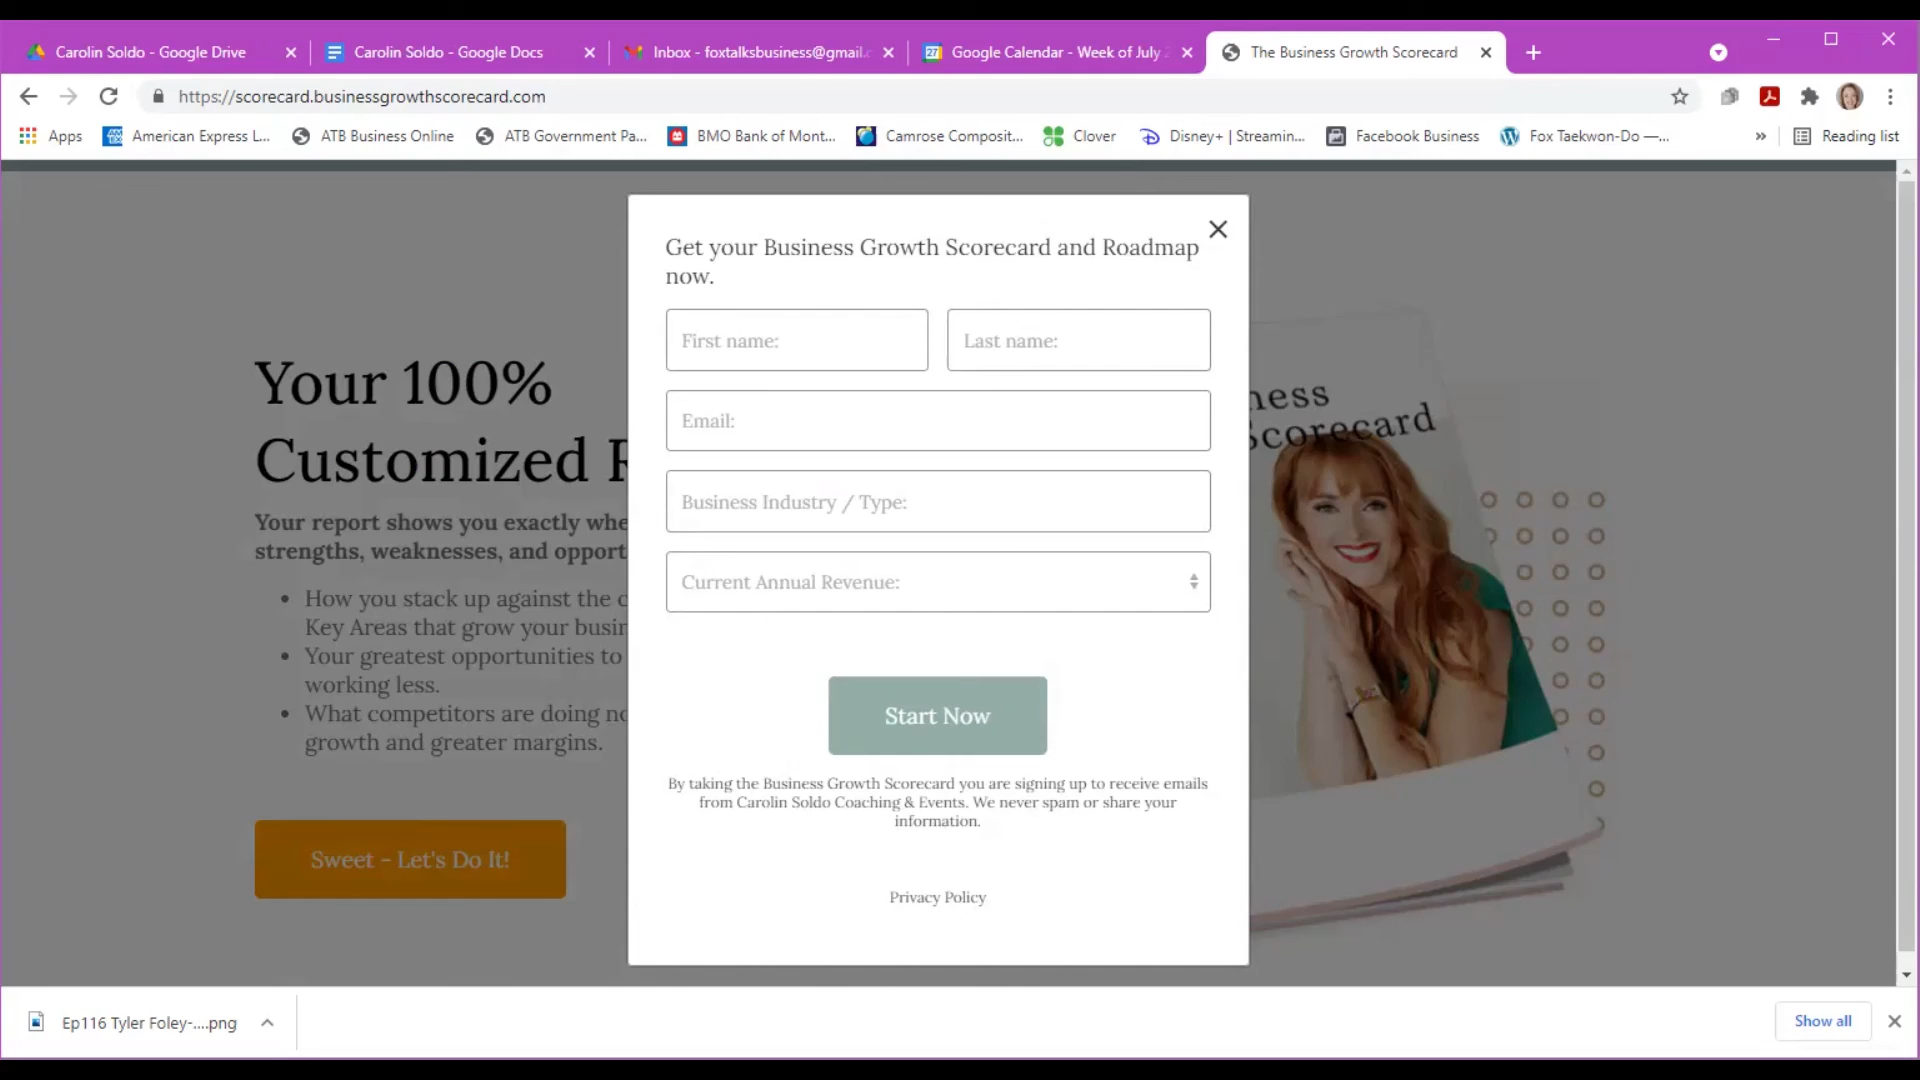 Carolin Soldo - Google Drive
Carolin Soldo - Google Docs
Inbox - foxtalksbusiness@gmail.c
Google Calendar - Week of July
The Business Growth Scorecard
https://scorecard.businessgrowthscorecard.com
Apps
American Express L...
ATB Business Online
ATB Government Pa...
BMO Bank of Mont...
Camrose Composit...
Clover
Disney+ | Streamin...
Facebook Business
Fox Taekwon-Do —...
»
Reading list
Get your Business Growth Scorecard and Roadmap
now.
First name:
Last name:
Email:
Business Industry / Type:
Current Annual Revenue:
Start Now
By taking the Business Growth Scorecard you are signing up to receive emails
from Carolin Soldo Coaching & Events. We never spam or share your
information.
Privacy Policy
Your 100%
Customized R
Your report shows you exactly whe
strengths, weaknesses, and opport
• How you stack up against the c
Key Areas that grow your busin
• Your greatest opportunities to
working less.
• What competitors are doing no
growth and greater margins.
Sweet - Let's Do It!
ness
Scorecard
Ep116 Tyler Foley-....png
Show all